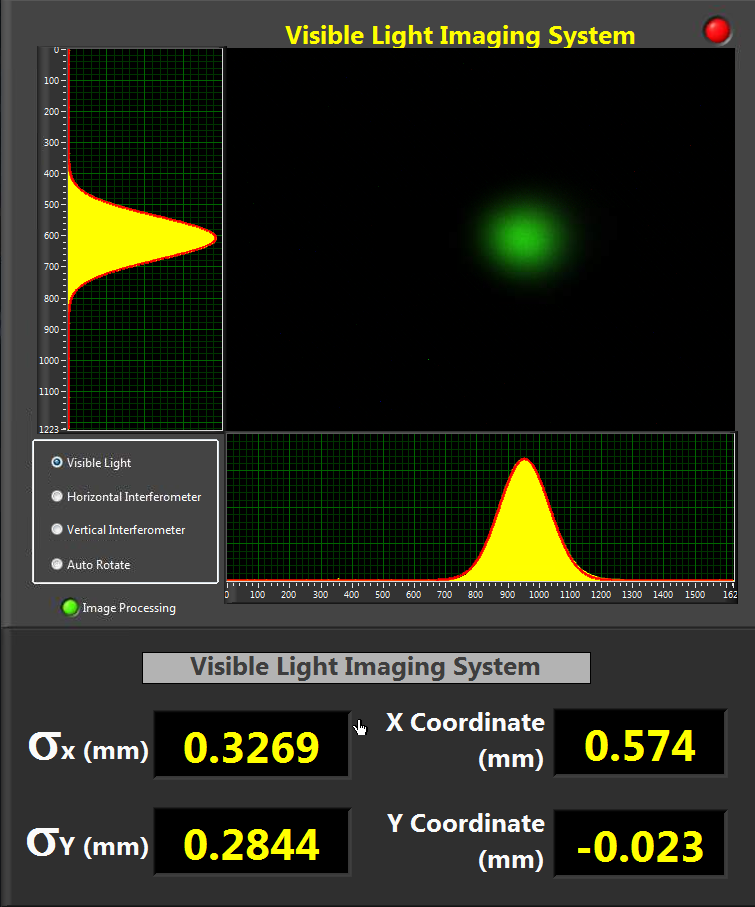 Visible Light Imaging System
0
100
200
300
400
500
600
700
800
900
1000
1100
1223
Visible Light
Horizontal Interferometer
Vertical Interferometer
Auto Rotate
Image Processing
0 100 200 300 400 500 600 700 800 900 1000 1100 1200 1300 1400 1500 162
Visible Light Imaging System
σx (mm) 0.3269
X Coordinate
(mm) 0.574
σY (mm) 0.2844
Y Coordinate
(mm) -0.023